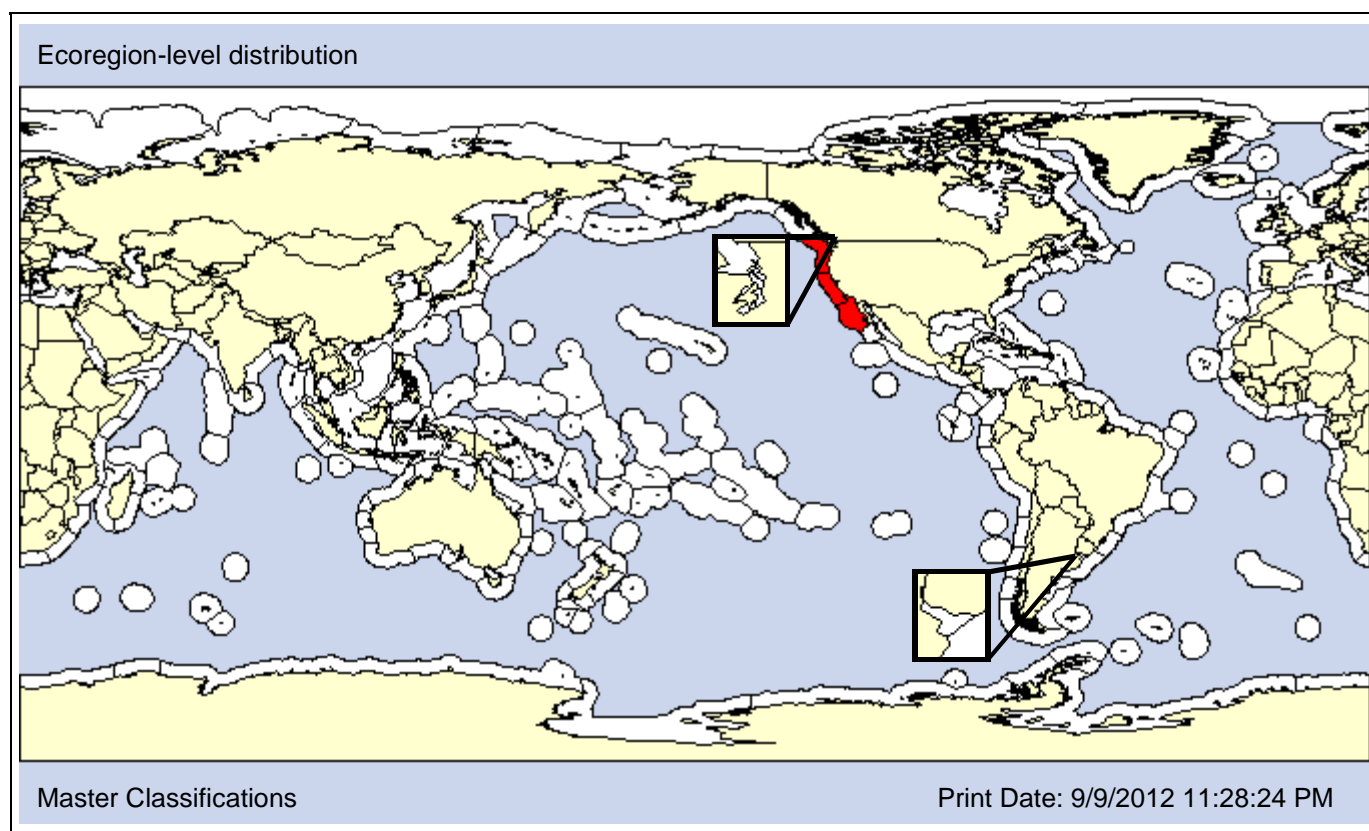 Ecoregion-level distribution
Master Classifications
Print Date: 9/9/2012 11:28:24 PM